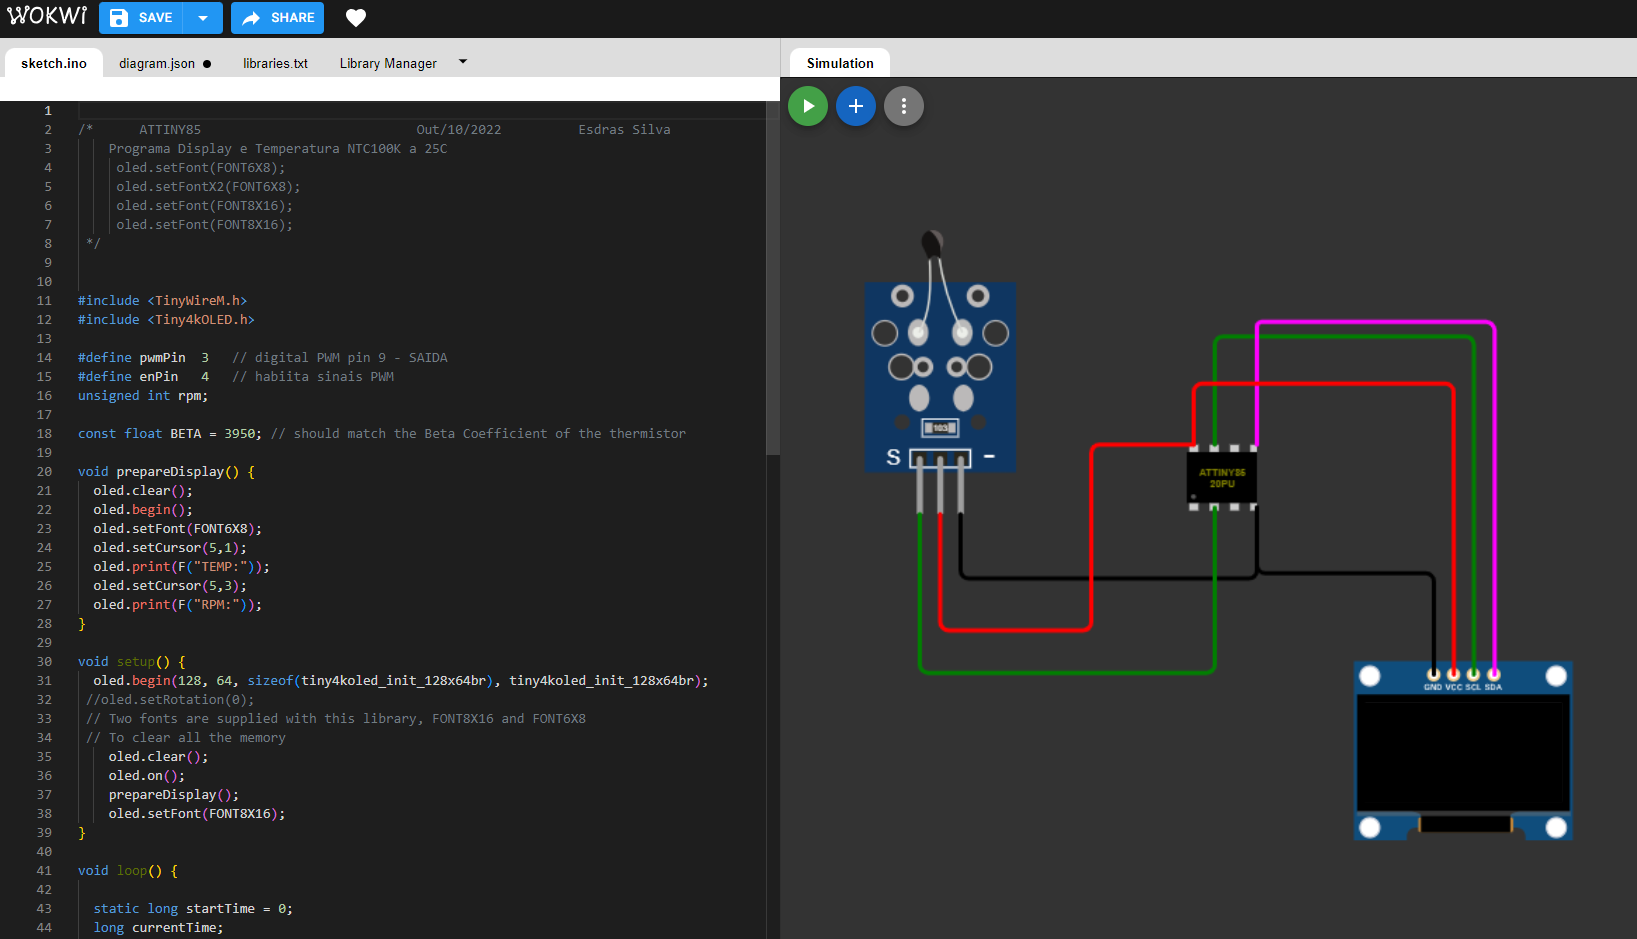 WOKWI SAVE SHARE
sketch.ino diagram.json libraries.txt Library Manager
Simulation
1
2 /* ATTINY85 Out/10/2022 Esdras Silva
3 Programa Display e Temperatura NTC100K a 25C
4 oled.setFont(FONT6X8);
5 oled.setFontX2(FONT6X8);
6 oled.setFont(FONT8X16);
7 oled.setFont(FONT8X16);
8 */
9
10
11 #include <TinyWireM.h>
12 #include <Tiny4kOLED.h>
13
14 #define pwmPin 3 // digital PWM pin 9 - SAIDA
15 #define enPin 4 // habiita sinais PWM
16 unsigned int rpm;
17
18 const float BETA = 3950; // should match the Beta Coefficient of the thermistor
19
20 void prepareDisplay() {
21 oled.clear();
22 oled.begin();
23 oled.setFont(FONT6X8);
24 oled.setCursor(5,1);
25 oled.print(F("TEMP:"));
26 oled.setCursor(5,3);
27 oled.print(F("RPM:"));
28 }
29
30 void setup() {
31 oled.begin(128, 64, sizeof(tiny4koled_init_128x64br), tiny4koled_init_128x64br);
32 //oled.setRotation(0);
33 // Two fonts are supplied with this library, FONT8X16 and FONT6X8
34 // To clear all the memory
35 oled.clear();
36 oled.on();
37 prepareDisplay();
38 oled.setFont(FONT8X16);
39 }
40
41 void loop() {
42
43 static long startTime = 0;
44 long currentTime;
103
S -
ATTINY85
20PU
GND VCC SCL SDA